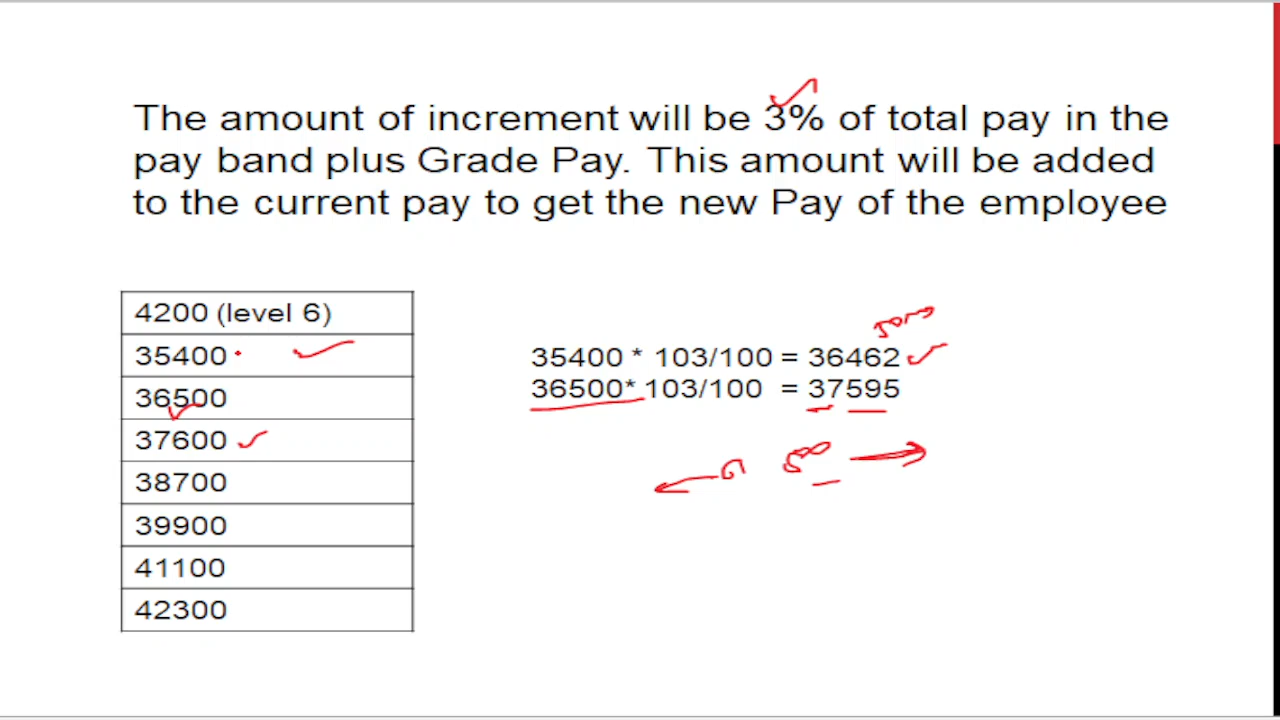 The amount of increment will be 3% of total pay in the
pay band plus Grade Pay. This amount will be added
to the current pay to get the new Pay of the employee
4200 (level 6)
35400
36500
37600
38700
39900
41100
42300
35400 * 103/100 = 36462
36500* 103/100 = 37595